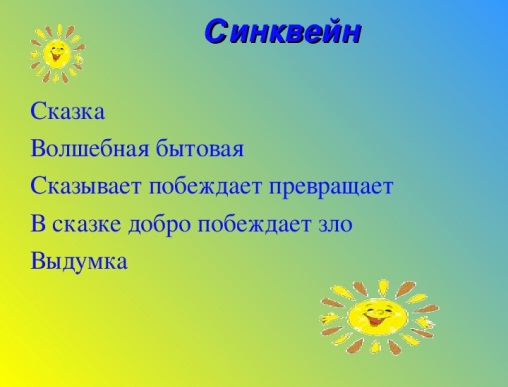 Синквейн
Сказка
Волшебная бытовая
Сказывает побеждает превращает
В сказке добро побеждает зло
Выдумка